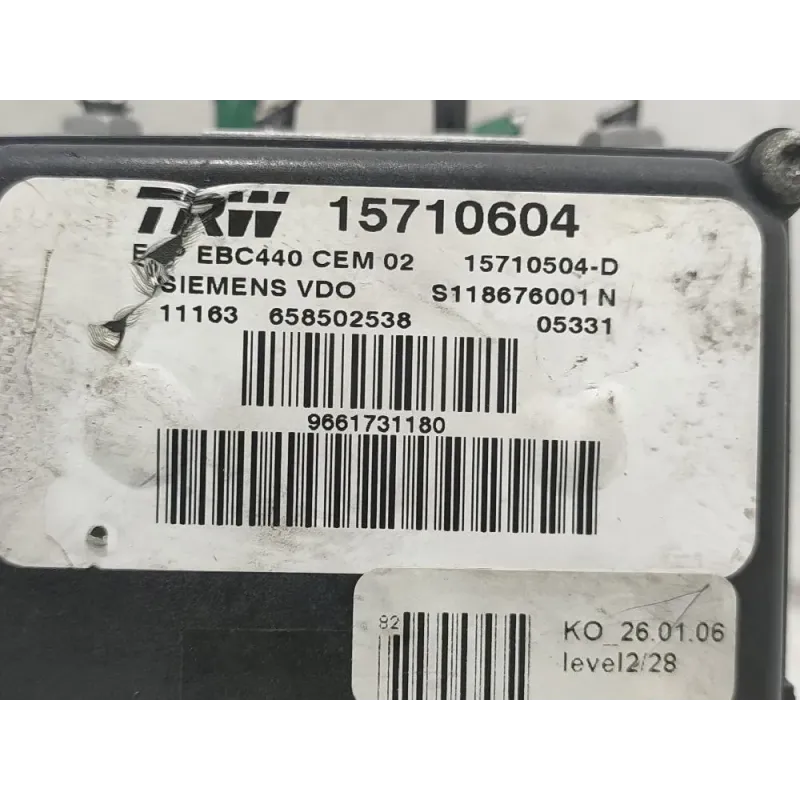 TRW 15710604
EBC440 CEM 02 15710504-D
SIEMENS VDO S118676001 N
11163 658502538 05331
9661731180
82
KO_26.01.06
level2/28